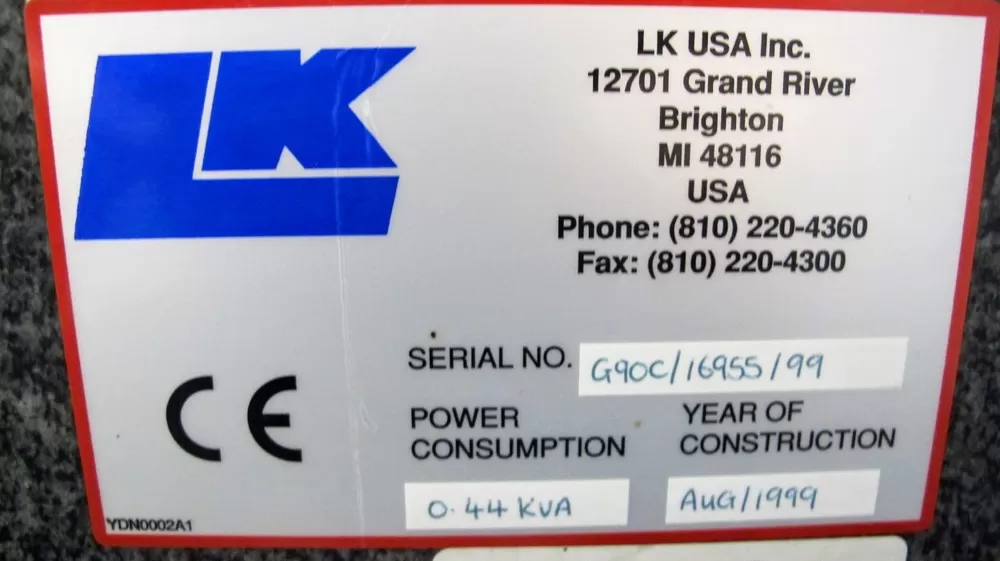 LK
LK USA Inc.
12701 Grand River
Brighton
MI 48116
USA
Phone: (810) 220-4360
Fax: (810) 220-4300
SERIAL NO. G90C/16955/99
CE
POWER
CONSUMPTION
0.44 KVA
YEAR OF
CONSTRUCTION
AUG/1999
YDN0002A1